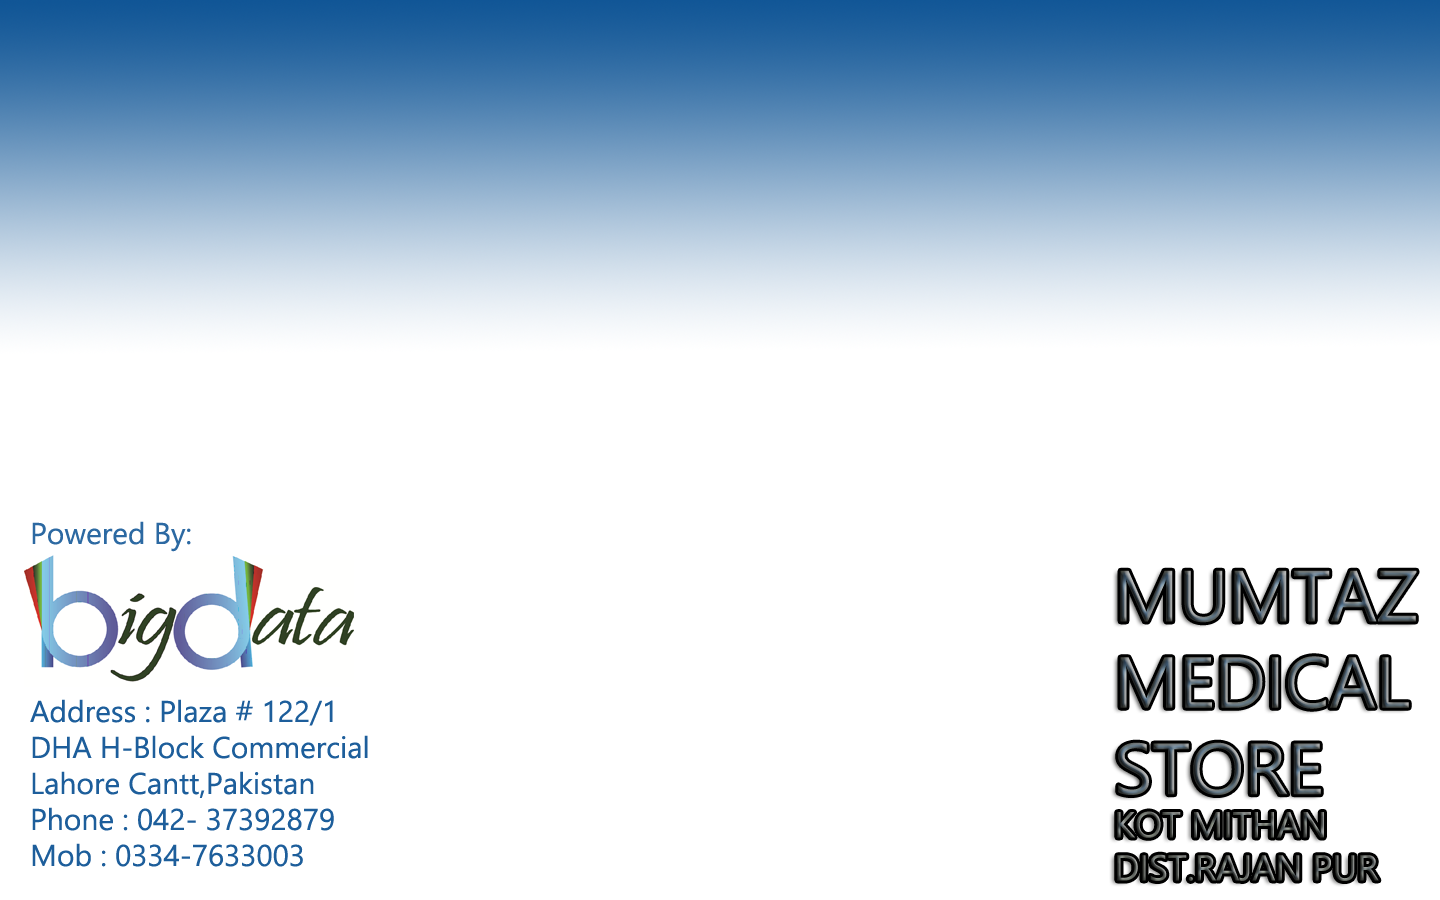 Powered By:
bigdata
Address : Plaza # 122/1
DHA H-Block Commercial
Lahore Cantt,Pakistan
Phone : 042- 37392879
Mob : 0334-7633003
MUMTAZ
MEDICAL
STORE
KOT MITHAN
DIST.RAJAN PUR